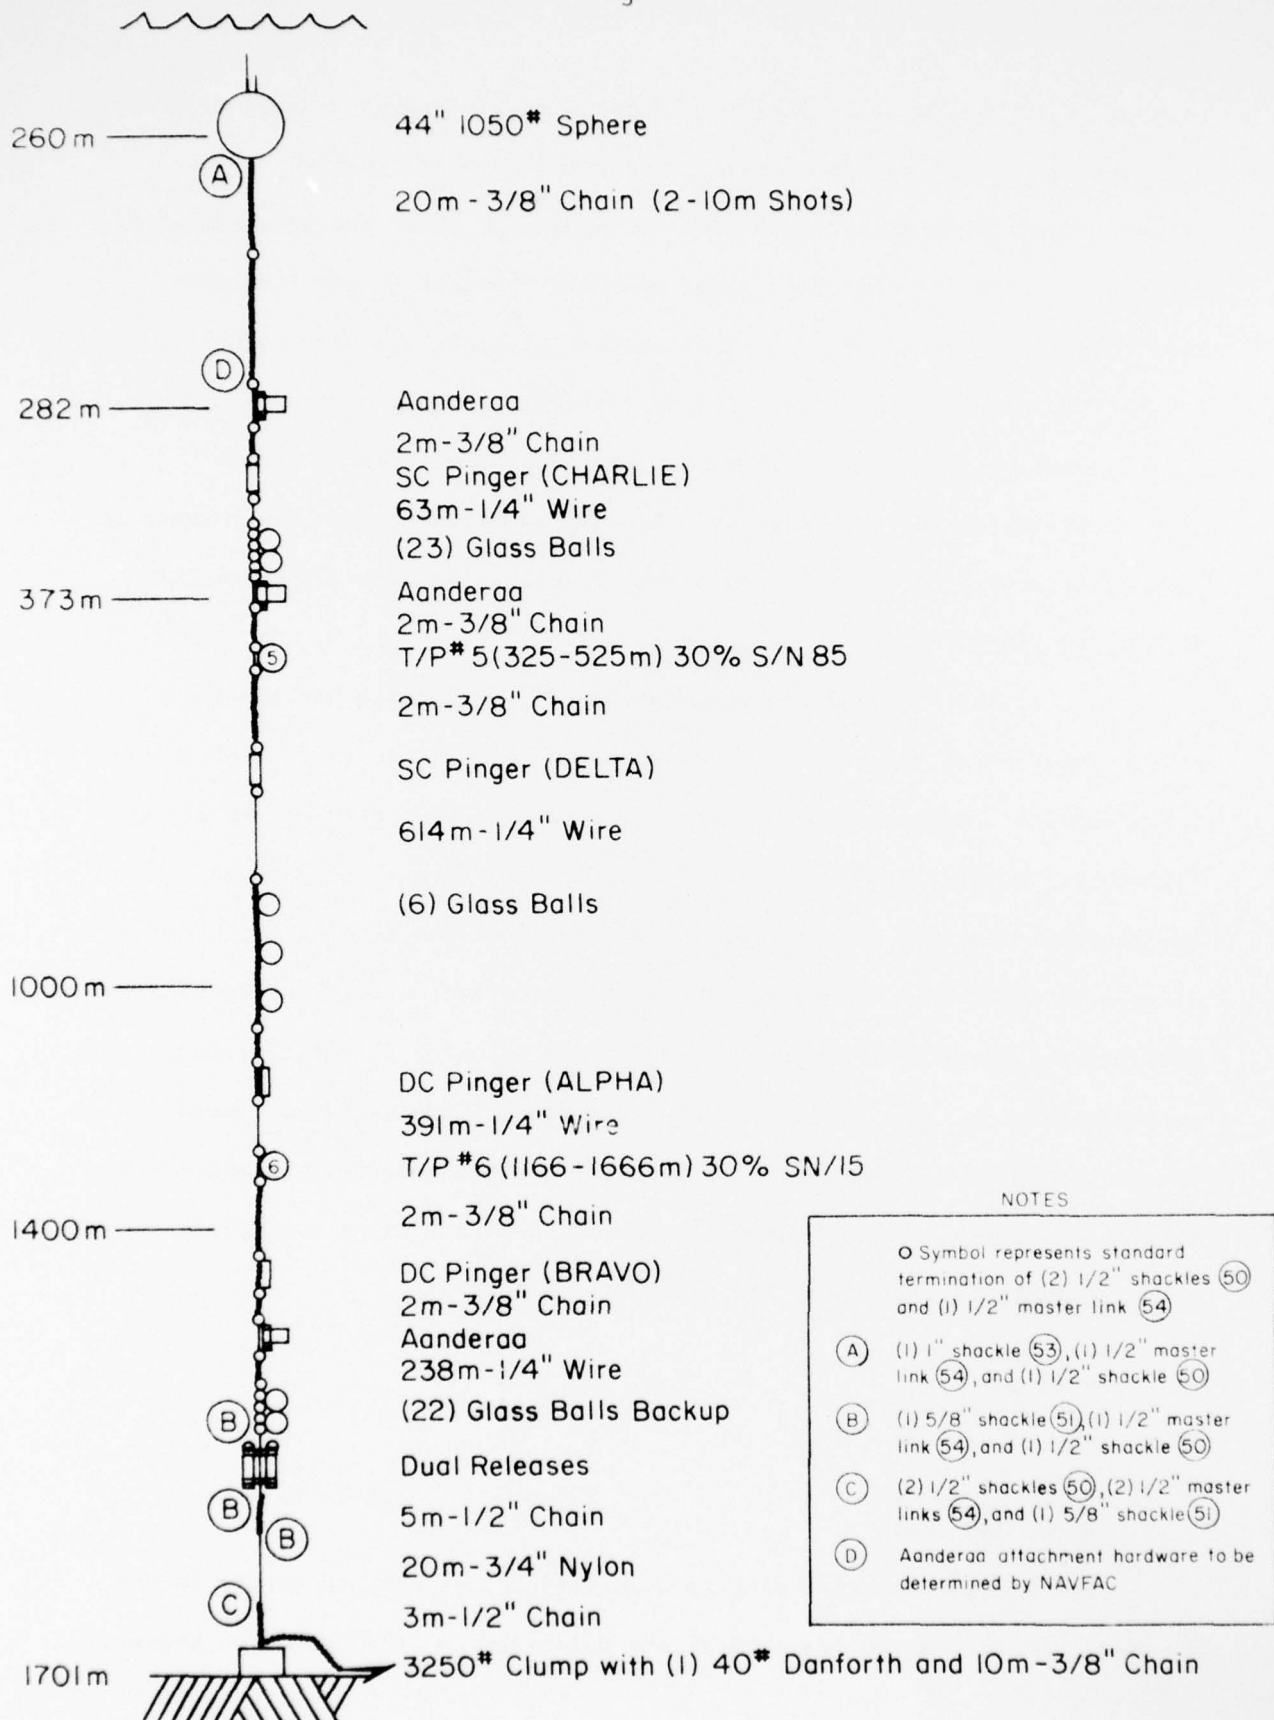 260m
44" 1050# Sphere
A
20m - 3/8" Chain (2-10m Shots)
D
282m
Aanderaa
2m-3/8" Chain
SC Pinger (CHARLIE)
63m-1/4" Wire
(23) Glass Balls
373m
Aanderaa
2m-3/8" Chain
5
T/P# 5(325-525m) 30% S/N 85
2m-3/8" Chain
SC Pinger (DELTA)
614m-1/4" Wire
(6) Glass Balls
1000m
DC Pinger (ALPHA)
391m-1/4" Wire
6
T/P #6 (1166-1666m) 30% SN/15
2m-3/8" Chain
1400m
DC Pinger (BRAVO)
2m-3/8" Chain
Aanderaa
238m-1/4" Wire
B
(22) Glass Balls Backup
Dual Releases
B
5m-1/2" Chain
B
20m-3/4" Nylon
C
3m-1/2" Chain
1701m
3250# Clump with (1) 40# Danforth and 10m-3/8" Chain
NOTES
O Symbol represents standard
termination of (2) 1/2" shackles 50
and (1) 1/2" master link 54
A (1) 1" shackle 53, (1) 1/2" master
link 54, and (1) 1/2" shackle 50
B (1) 5/8" shackle 51, (1) 1/2" master
link 54, and (1) 1/2" shackle 50
C (2) 1/2" shackles 50, (2) 1/2" master
links 54, and (1) 5/8" shackle 51
D Aanderaa attachment hardware to be
determined by NAVFAC